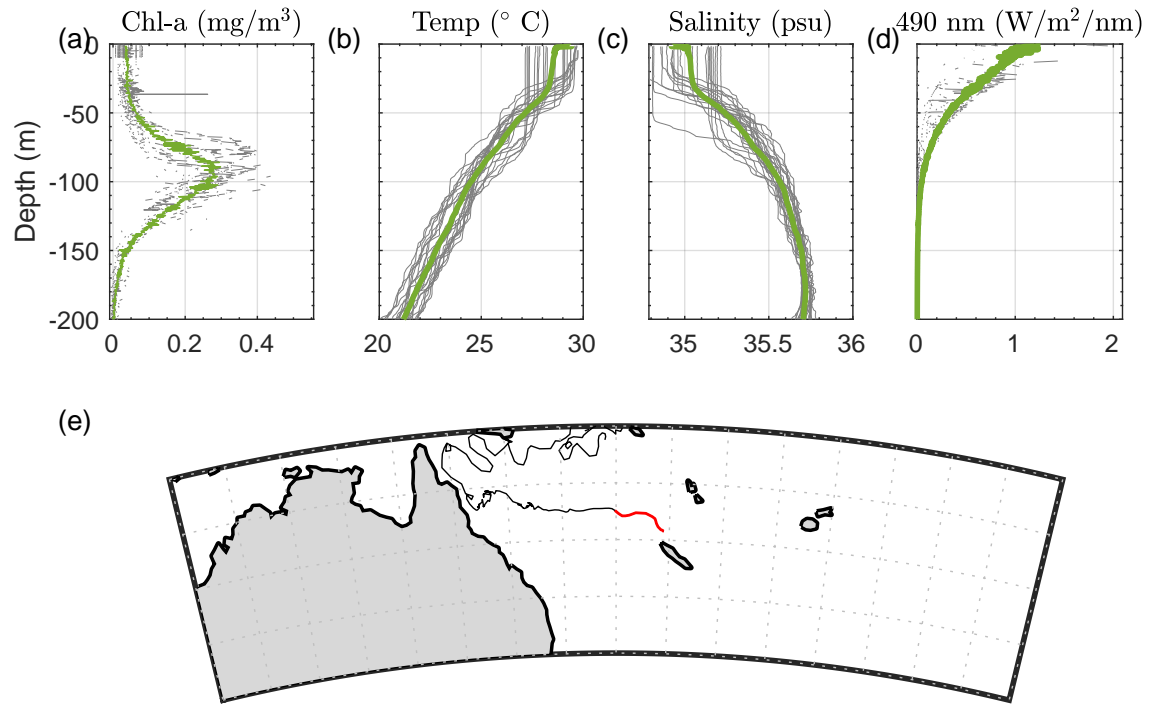 (a) Chl-a (mg/m³) (b) Temp (° C) (c) Salinity (psu) (d) 490 nm (W/m²/nm)
0
-50
-100
-150
-200
Depth (m)
0 0.2 0.4 20 25 30 35 35.5 36 0 1 2
(e)